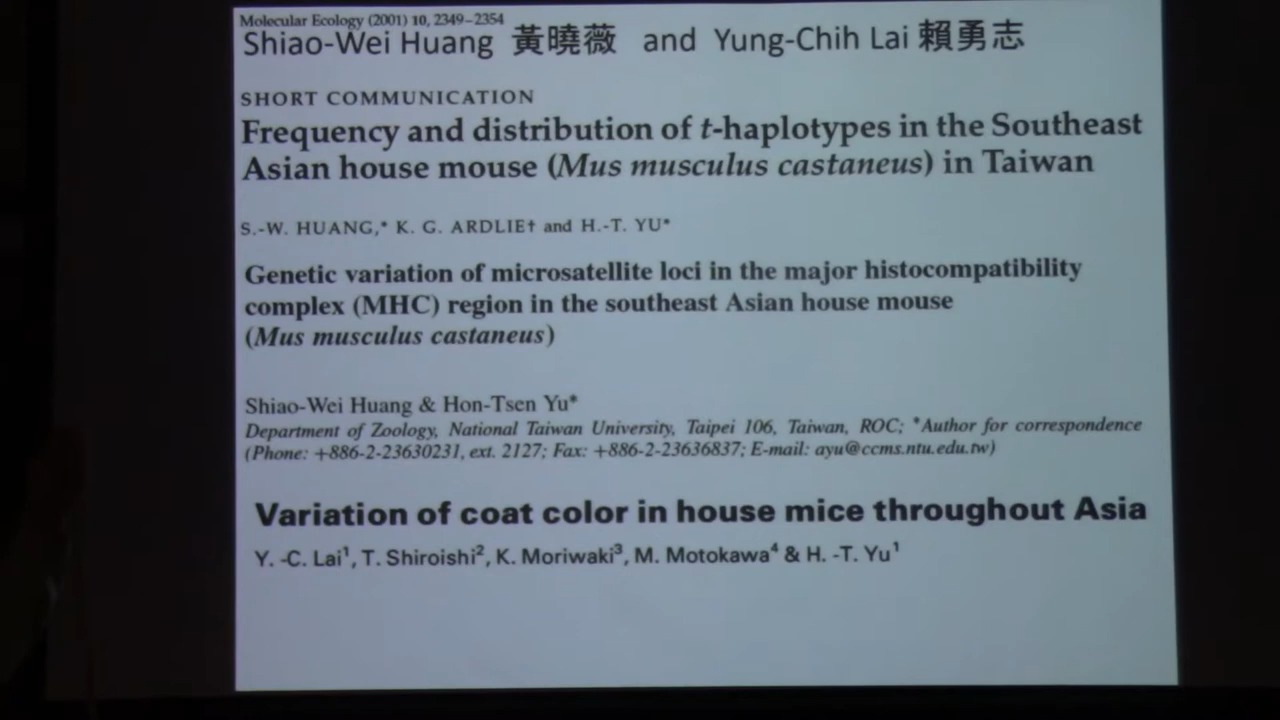 Molecular Ecology (2001) 10, 2349–2354
Shiao-Wei Huang 黃曉薇 and Yung-Chih Lai 賴勇志
SHORT COMMUNICATION
Frequency and distribution of t-haplotypes in the Southeast
Asian house mouse (Mus musculus castaneus) in Taiwan
S.-W. HUANG,* K. G. ARDLIE† and H.-T. YU*
Genetic variation of microsatellite loci in the major histocompatibility
complex (MHC) region in the southeast Asian house mouse
(Mus musculus castaneus)
Shiao-Wei Huang & Hon-Tsen Yu*
Department of Zoology, National Taiwan University, Taipei 106, Taiwan, ROC; *Author for correspondence
(Phone: +886-2-23630231, ext. 2127; Fax: +886-2-23636837; E-mail: ayu@ccms.ntu.edu.tw)
Variation of coat color in house mice throughout Asia
Y. -C. Lai¹, T. Shiroishi², K. Moriwaki³, M. Motokawa⁴ & H. -T. Yu¹